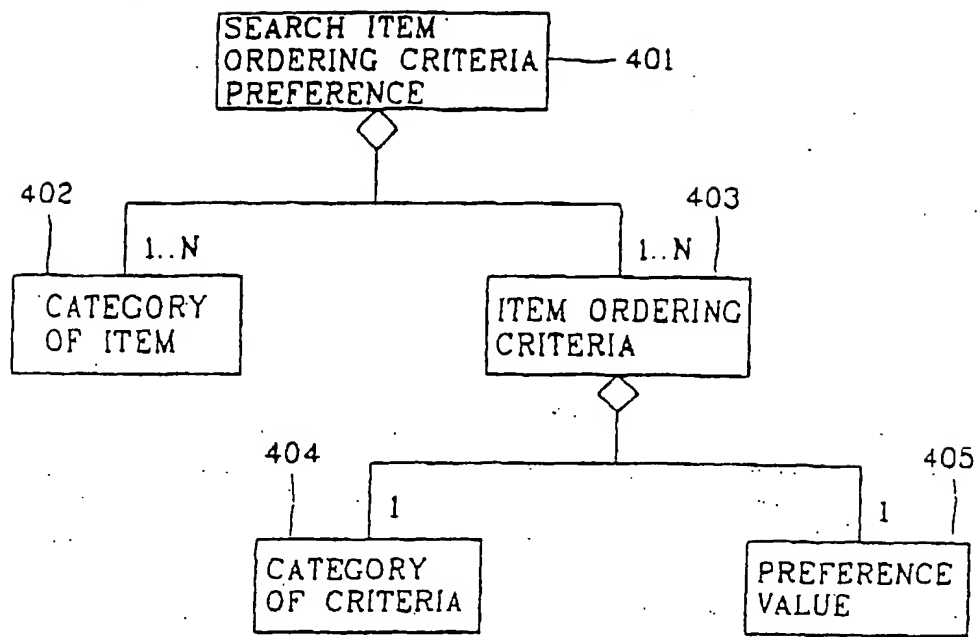 SEARCH ITEM
ORDERING CRITERIA
PREFERENCE
401
402
403
1..N
1..N
CATEGORY
OF ITEM
ITEM ORDERING
CRITERIA
404
405
1
1
CATEGORY
OF CRITERIA
PREFERENCE
VALUE